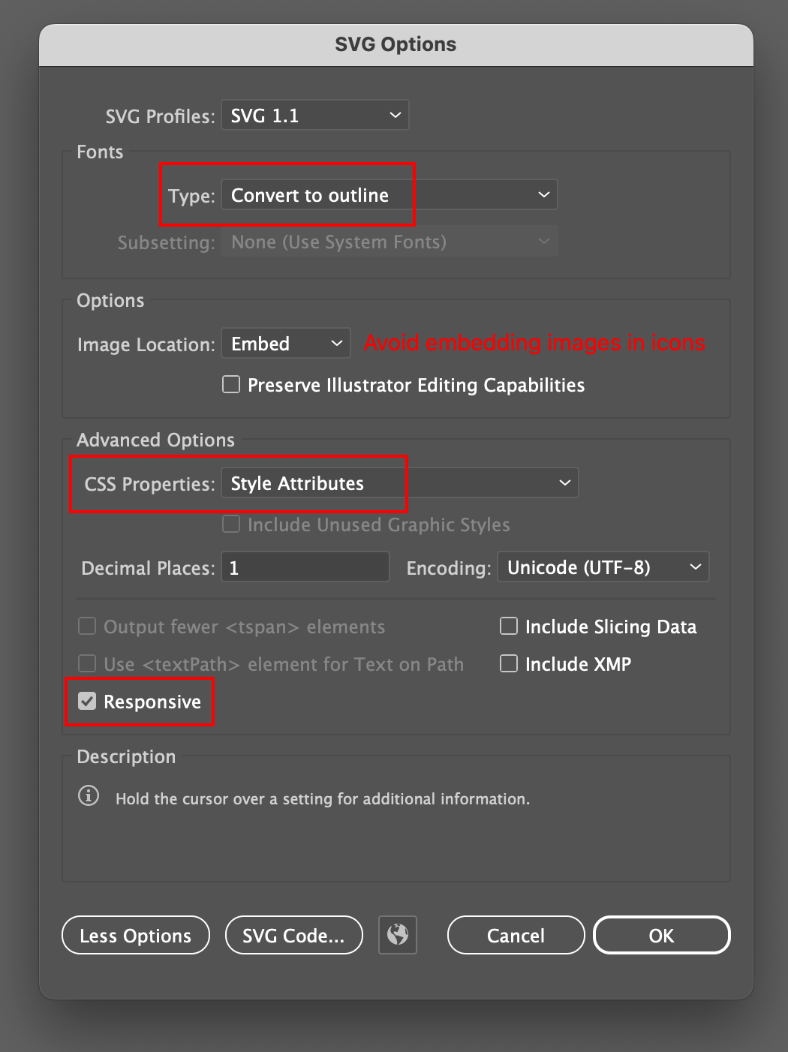 SVG Options
SVG Profiles: SVG 1.1
Fonts
Type: Convert to outline
Subsetting: None (Use System Fonts)
Options
Image Location: Embed Avoid embedding images in icons
Preserve Illustrator Editing Capabilities
Advanced Options
CSS Properties: Style Attributes
Include Unused Graphic Styles
Decimal Places: 1 Encoding: Unicode (UTF-8)
Output fewer <tspan> elements Include Slicing Data
Use <textPath> element for Text on Path Include XMP
Responsive
Description
Hold the cursor over a setting for additional information.
Less Options SVG Code... Cancel OK